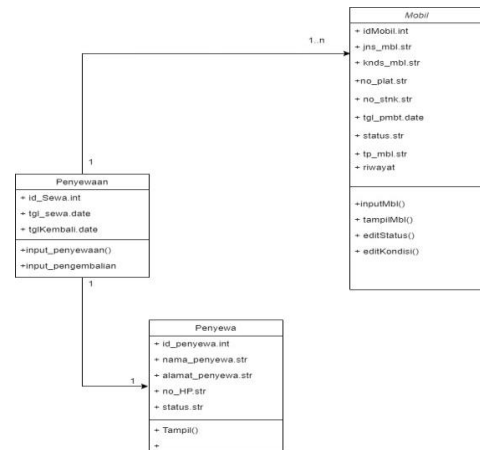 Mobil
+ idMobil.int
+ jns_mbl.str
+ knds_mbl.str
+no_plat.str
+ no_stnk.str
+ tgl_pmbt.date
+ status.str
+ tp_mbl.str
+ riwayat
+inputMbl()
+ tampilMbl()
+ editStatus()
+ editKondisi()
1..n
1
Penyewaan
+ id_Sewa.int
+ tgl_sewa.date
+ tglKembali.date
+input_penyewaan()
+input_pengembalian
1
1
Penyewa
+ id_penyewa.int
+ nama_penyewa.str
+ alamat_penyewa.str
+ no_HP.str
+ status.str
+ Tampil()
+